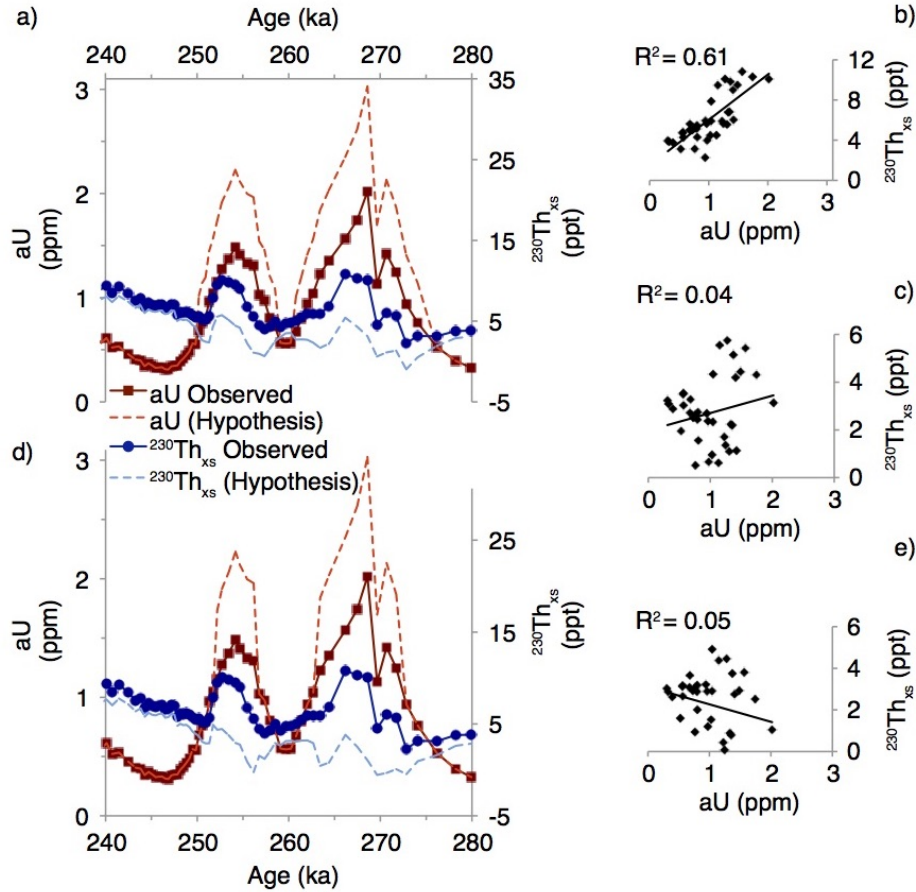 a)
Age (ka)
240 250 260 270 280
3
2
1
0
aU
(ppm)
35
15
5
-5
²³⁰Thxs
(ppt)
aU Observed
aU (Hypothesis)
²³⁰Thxs Observed
²³⁰Thxs (Hypothesis)
b)
R² = 0.61
12
8
4
0
²³⁰Thxs (ppt)
0 1 2 3
aU (ppm)
c)
R² = 0.04
6
4
2
0
²³⁰Thxs (ppt)
0 1 2 3
aU (ppm)
d)
3
2
1
0
aU
(ppm)
25
15
5
-5
²³⁰Thxs
(ppt)
240 250 260 270 280
Age (ka)
e)
R² = 0.05
6
4
2
0
²³⁰Thxs (ppt)
0 1 2 3
aU (ppm)